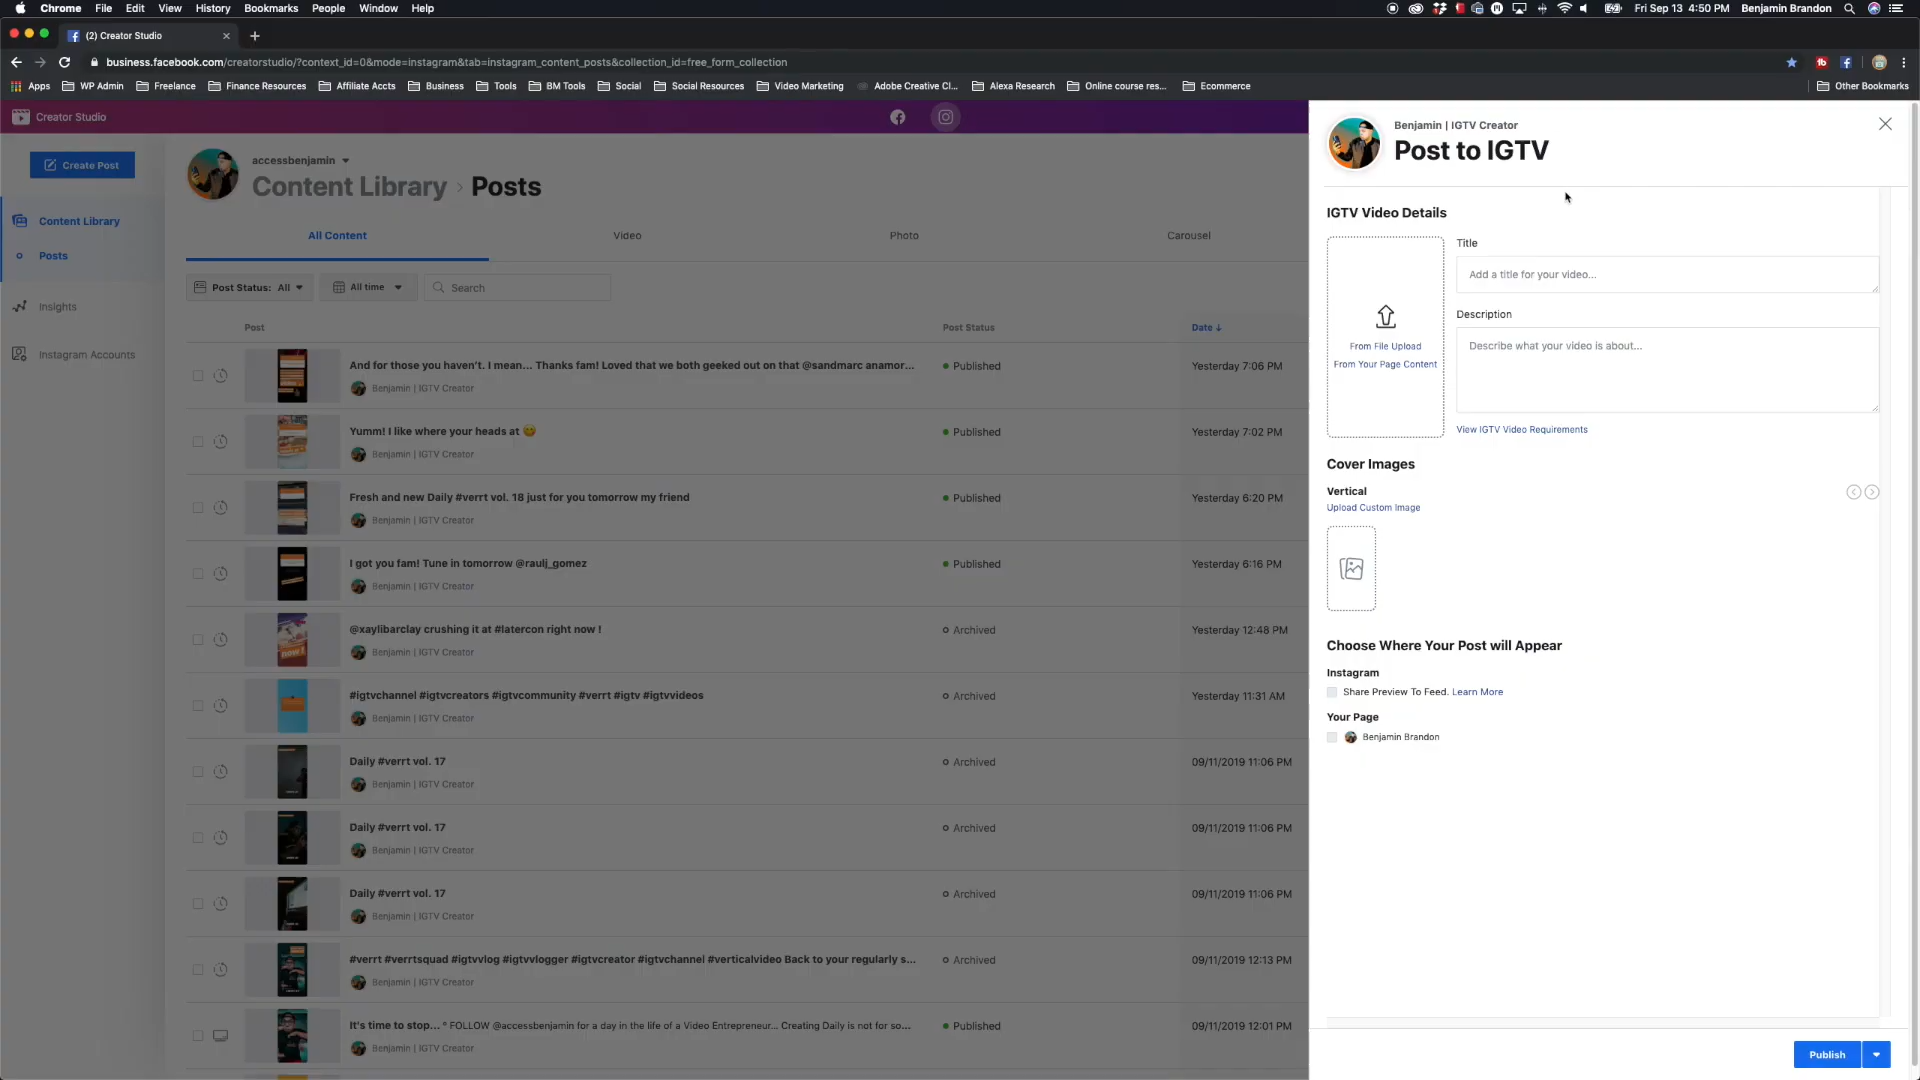 Chrome File Edit View History Bookmarks People Window Help
Fri Sep 13 4:50 PM Benjamin Brandon
(2) Creator Studio
business.facebook.com/creatorstudio/?context_id=0&mode=instagram&tab=instagram_content_posts&collection_id=free_form_collection
Apps WP Admin Freelance Finance Resources Affiliate Accts Business Tools BM Tools Social Social Resources Video Marketing Adobe Creative Cl... Alexa Research Online course res... Ecommerce Other Bookmarks
Creator Studio
Create Post
Content Library
Posts
Insights
Instagram Accounts
accessbenjamin
Content Library › Posts
All Content Video Photo Carousel
Post Status: All All time Search
Post Post Status Date ↓
And for those you haven't. I mean... Thanks fam! Loved that we both geeked out on that @sandmarc anamor... Published Yesterday 7:06 PM
Benjamin | IGTV Creator
Yumm! I like where your heads at 😋 Published Yesterday 7:02 PM
Benjamin | IGTV Creator
Fresh and new Daily #verrt vol. 18 just for you tomorrow my friend Published Yesterday 6:20 PM
Benjamin | IGTV Creator
I got you fam! Tune in tomorrow @raulj_gomez Published Yesterday 6:16 PM
Benjamin | IGTV Creator
@xaylibarclay crushing it at #latercon right now ! Archived Yesterday 12:48 PM
Benjamin | IGTV Creator
#igtvchannel #igtvcreators #igtvcommunity #verrt #igtv #igtvvideos Archived Yesterday 11:31 AM
Benjamin | IGTV Creator
Daily #verrt vol. 17 Archived 09/11/2019 11:06 PM
Benjamin | IGTV Creator
Daily #verrt vol. 17 Archived 09/11/2019 11:06 PM
Benjamin | IGTV Creator
Daily #verrt vol. 17 Archived 09/11/2019 11:06 PM
Benjamin | IGTV Creator
#verrt #verrtsquad #igtvvlog #igtvvlogger #igtvcreator #igtvchannel #verticalvideo Back to your regularly s... Archived 09/11/2019 12:13 PM
Benjamin | IGTV Creator
It's time to stop... ° FOLLOW @accessbenjamin for a day in the life of a Video Entrepreneur... Creating Daily is not for so... Published 09/11/2019 12:01 PM
Benjamin | IGTV Creator
Benjamin | IGTV Creator
Post to IGTV
IGTV Video Details
Title
Add a title for your video...
Description
Describe what your video is about...
From File Upload
From Your Page Content
View IGTV Video Requirements
Cover Images
Vertical
Upload Custom Image
Choose Where Your Post will Appear
Instagram
Share Preview To Feed. Learn More
Your Page
Benjamin Brandon
Publish